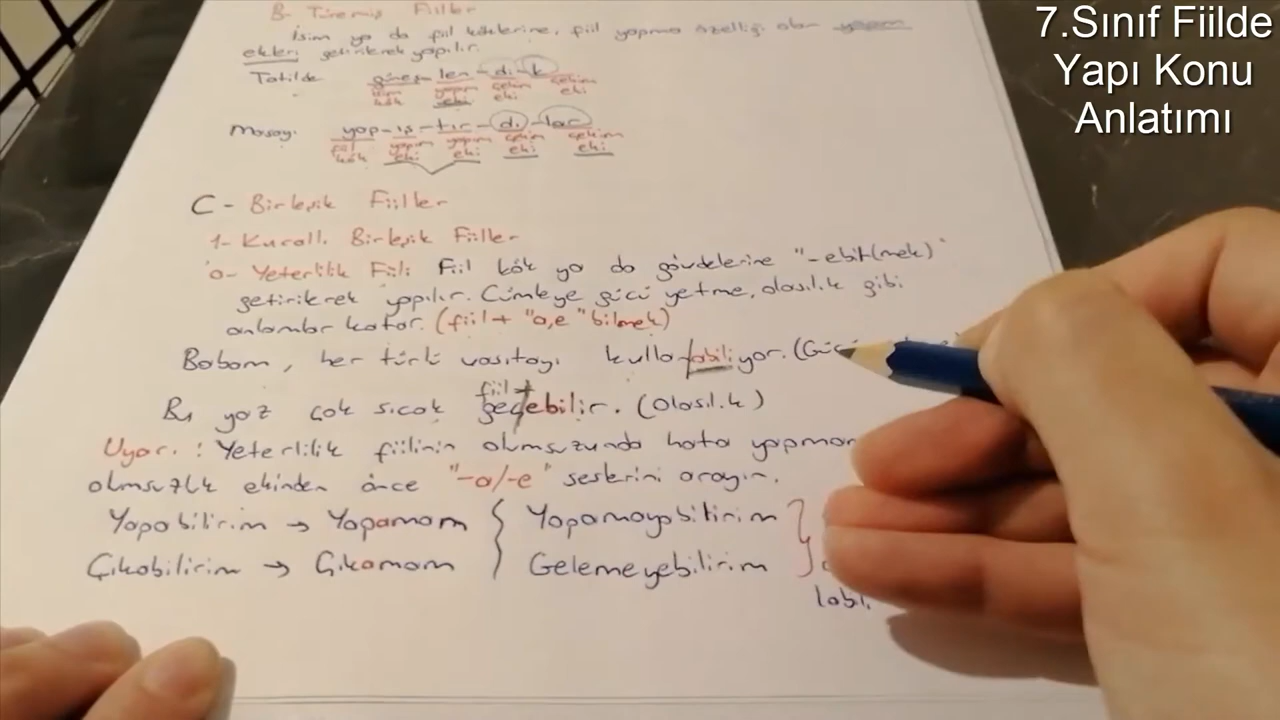 7.Sınıf Fiilde
Yapı Konu
Anlatımı
B- Türemiş Fiiller
İsim ya da fiil köklerine, fiil yapma özelliği olan yapım
ekleri getirilerek yapılır.
Tatilde güneş-len-di-k
isim yapım çekim çekim
kök eki eki eki
Masayı yap-ış-tır-dı-lar
fiil yapım yapım çekim çekim
kök eki eki eki eki
C- Birleşik Fiiller
1- Kurallı Birleşik Fiiller
a- Yeterlilik Fiili Fiil kök ya da gövdelerine "-ebil(mek)"
getirilerek yapılır. Cümleye gücü yetme, olasılık gibi
anlamlar katar. (fiil+ "a,e" bilmek)
Babam, her türlü vasıtayı kullanabiliyor.
fiil+
Bu yaz çok sıcak geçebilir. (Olasılık)
Uyarı: Yeterlilik fiilinin olumsuzunda hata
olumsuzluk ekinden önce "-a/-e" seslerini arayın.
Yapabilirim → Yapamam { Yapamayabilirim }
Çıkabilirim → Çıkamam Gelemeyebilirim